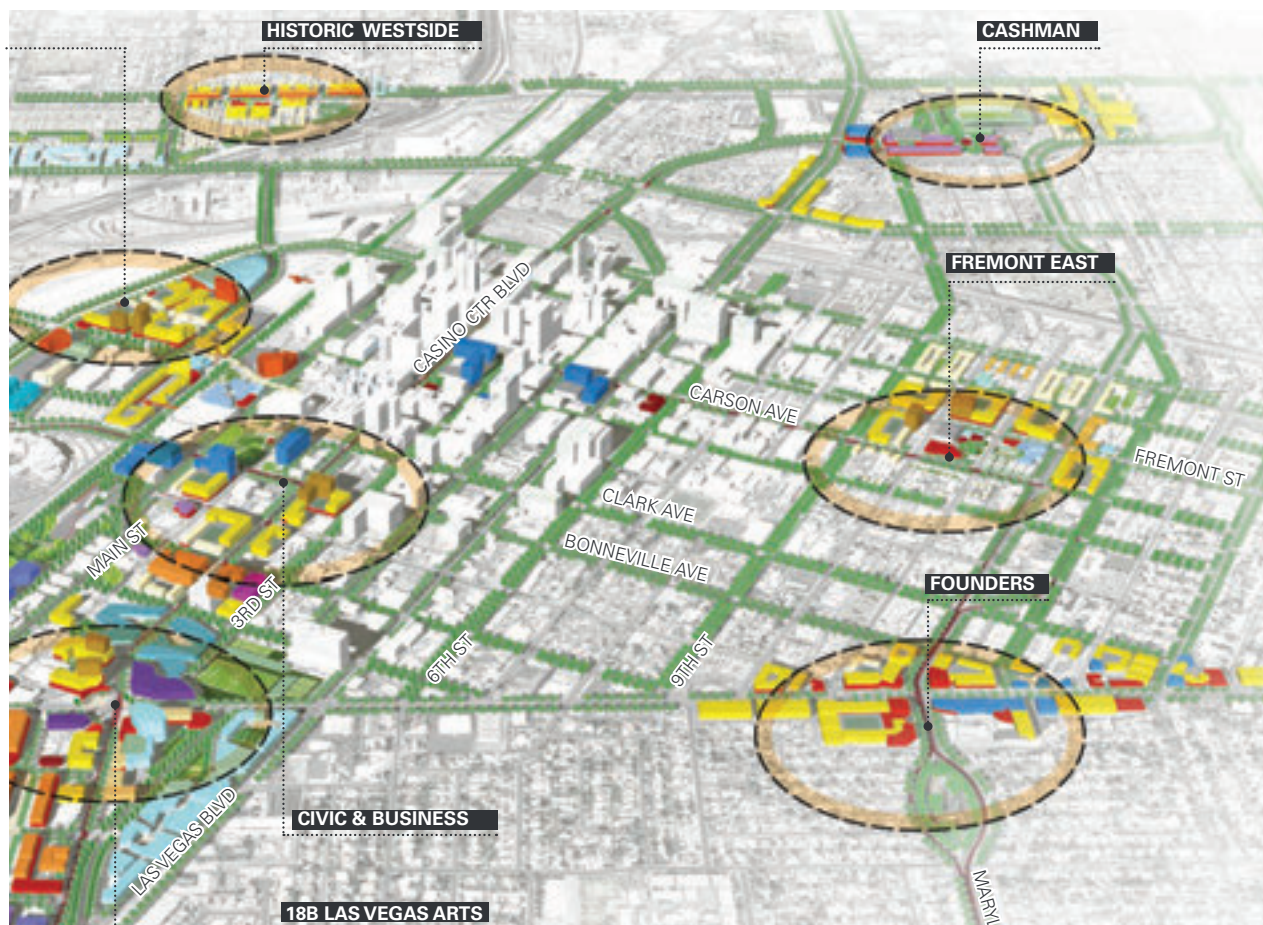 HISTORIC WESTSIDE
CASHMAN
FREMONT EAST
CASINO CTR BLVD
CARSON AVE
FREMONT ST
CLARK AVE
MAIN ST
BONNEVILLE AVE
3RD ST
FOUNDERS
6TH ST
9TH ST
LAS VEGAS BLVD
CIVIC & BUSINESS
MARYL
18B LAS VEGAS ARTS